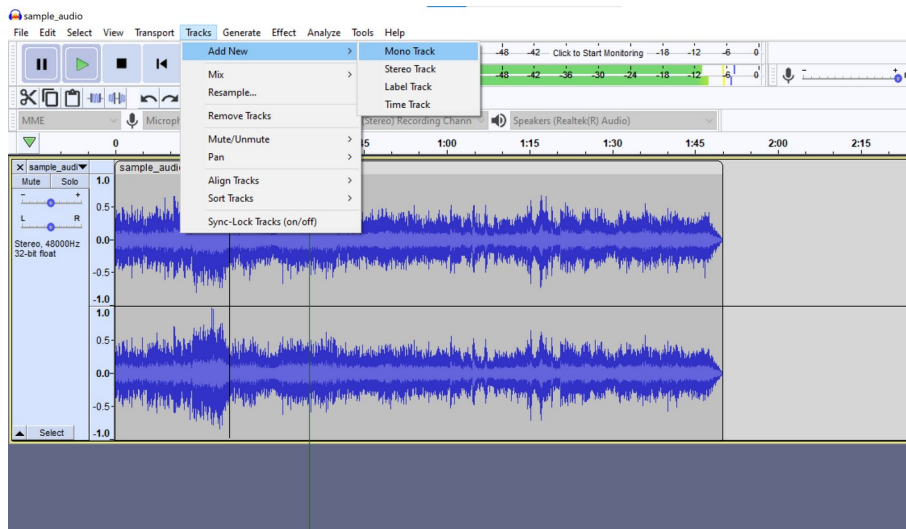 sample_audio
File Edit Select View Transport Tracks Generate Effect Analyze Tools Help
Add New
Mix
Resample...
Remove Tracks
Mute/Unmute
Pan
Align Tracks
Sort Tracks
Sync-Lock Tracks (on/off)
Mono Track
Stereo Track
Label Track
Time Track
-48 -42 Click to Start Monitoring -18 -12 -6 0
-48 -42 -36 -30 -24 -18 -12 -6 0
MME
(Stereo) Recording Chann
Speakers (Realtek(R) Audio)
0 1:00 1:15 1:30 1:45 2:00 2:15
sample_audi
Mute Solo
- +
L R
Stereo, 48000Hz
32-bit float
Select
1.0
0.5
0.0
-0.5
-1.0
1.0
0.5
0.0
-0.5
-1.0